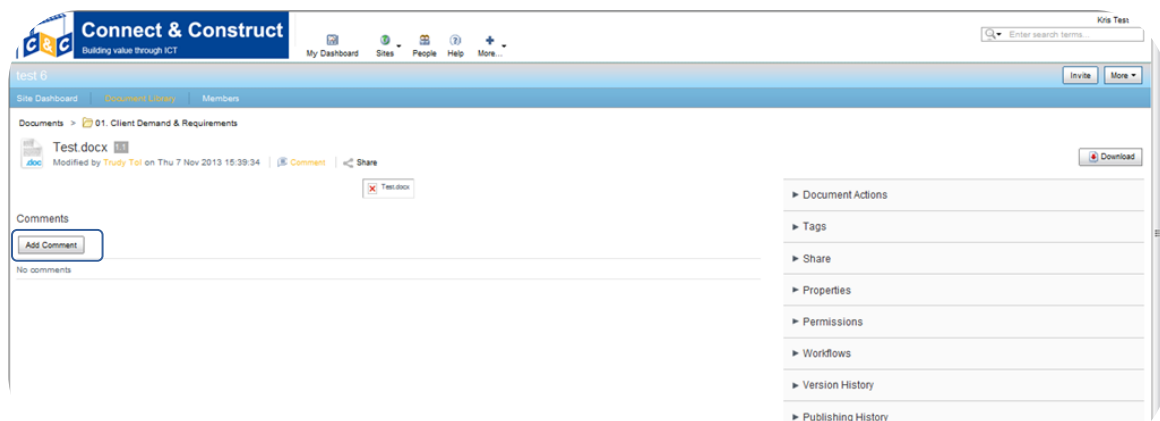 Kris Test
C & C
Connect & Construct
Building value through ICT
My Dashboard Sites People Help More...
Enter search terms...
test 6
Invite More
Site Dashboard Document Library Members
Documents > 01. Client Demand & Requirements
.doc
Test.docx 1.1
Modified by Trudy Tol on Thu 7 Nov 2013 15:39:34 Comment Share
Download
Test.docx
Comments
Add Comment
No comments
Document Actions
Tags
Share
Properties
Permissions
Workflows
Version History
Publishing History